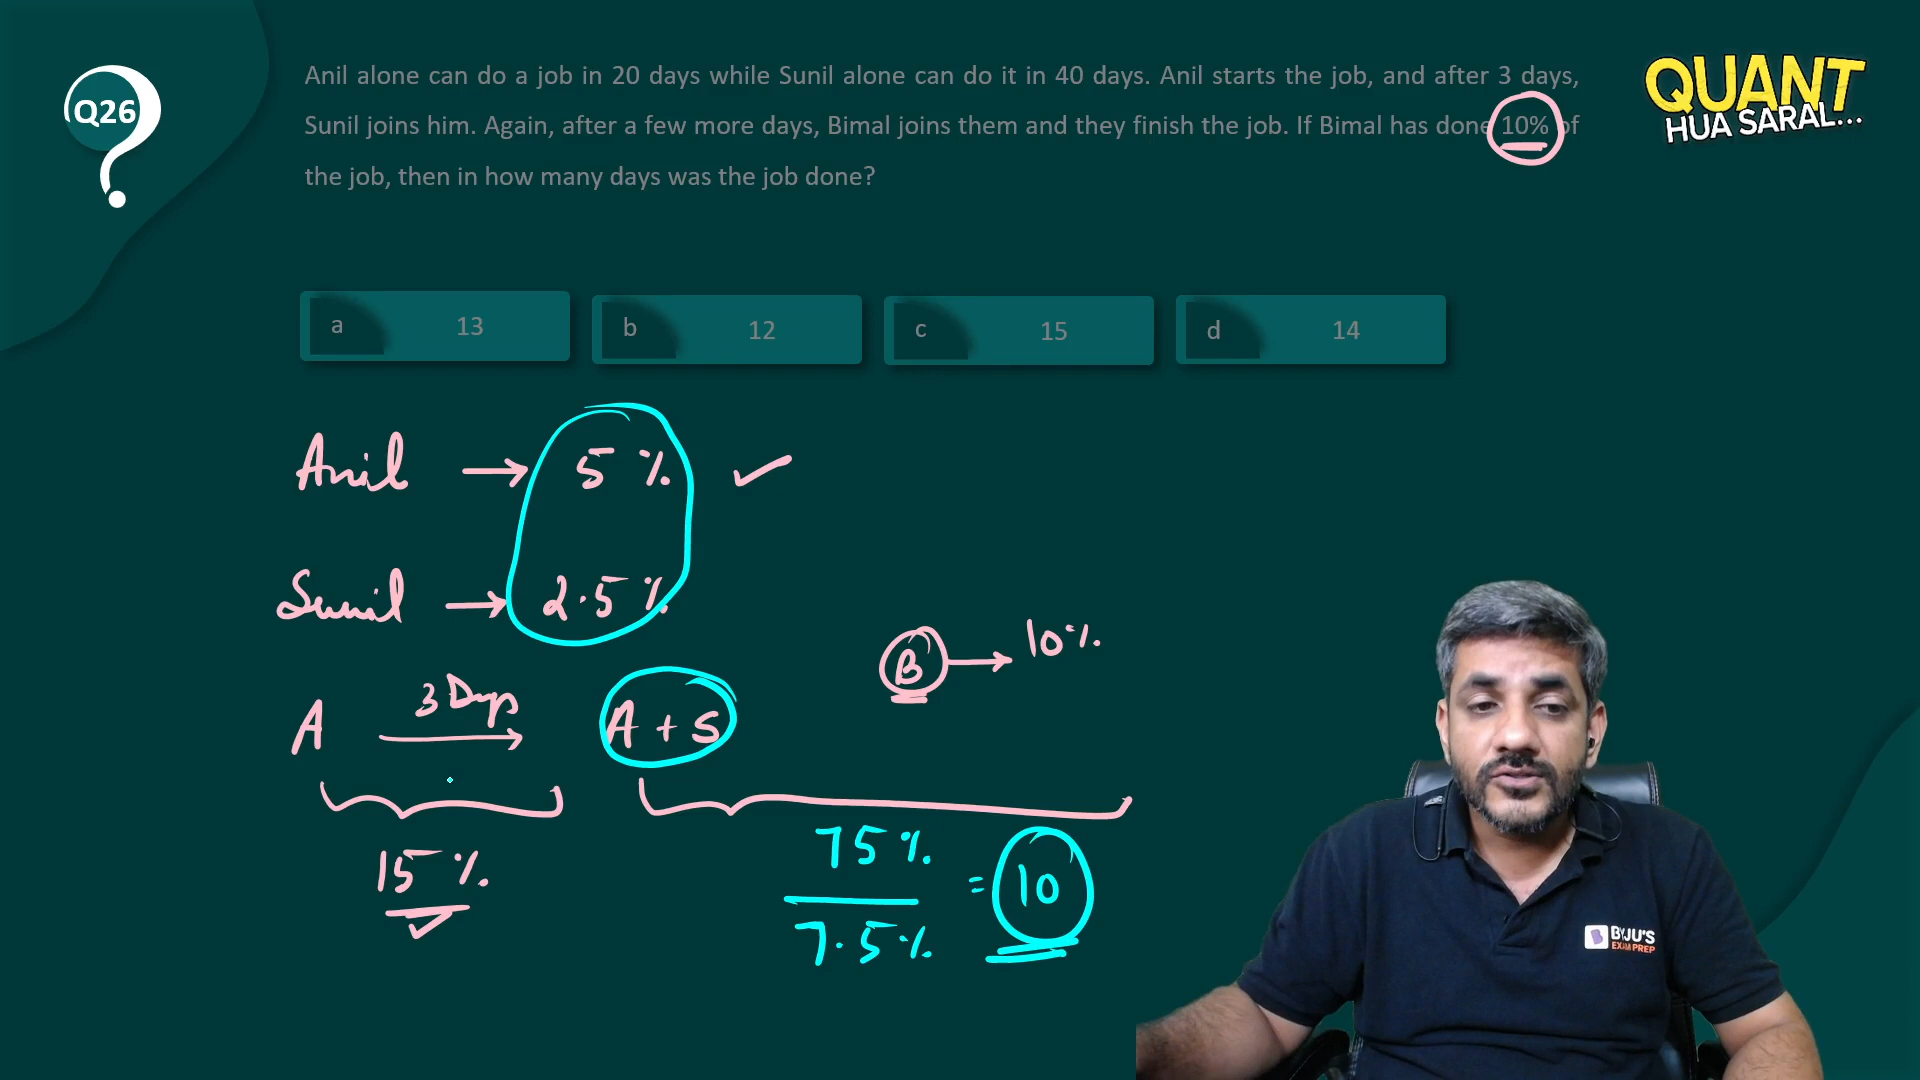 Q26
Anil alone can do a job in 20 days while Sunil alone can do it in 40 days. Anil starts the job, and after 3 days,
Sunil joins him. Again, after a few more days, Bimal joins them and they finish the job. If Bimal has done 10% of
the job, then in how many days was the job done?
QUANT
HUA SARAL...
a 13 b 12 c 15 d 14
Anil → 5 %
Sunil → 2.5 %
B → 10%
A 3 Days → A + S
15 %
75 %
7.5 %
= 10
BYJU'S
EXAM PREP